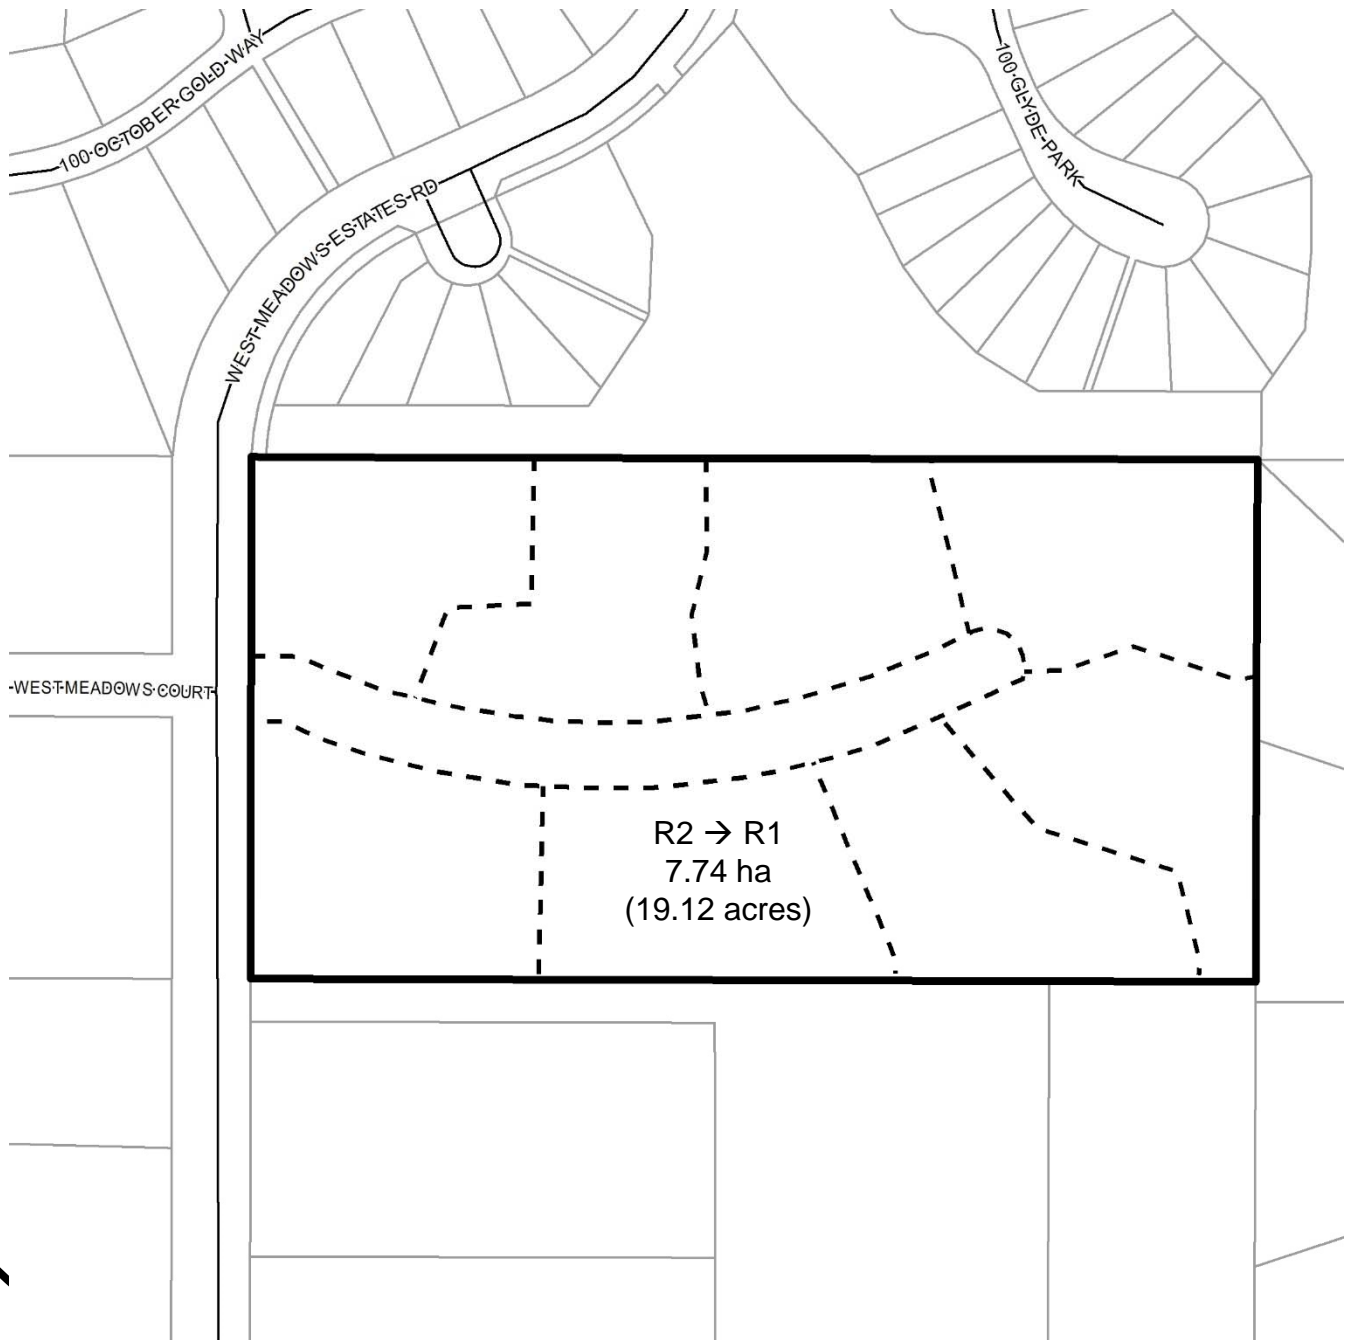 100 OCTOBER GOLD WAY
100 GLYDE PARK
WEST MEADOWS ESTATES RD
WEST MEADOWS COURT
R2 → R1
7.74 ha
(19.12 acres)